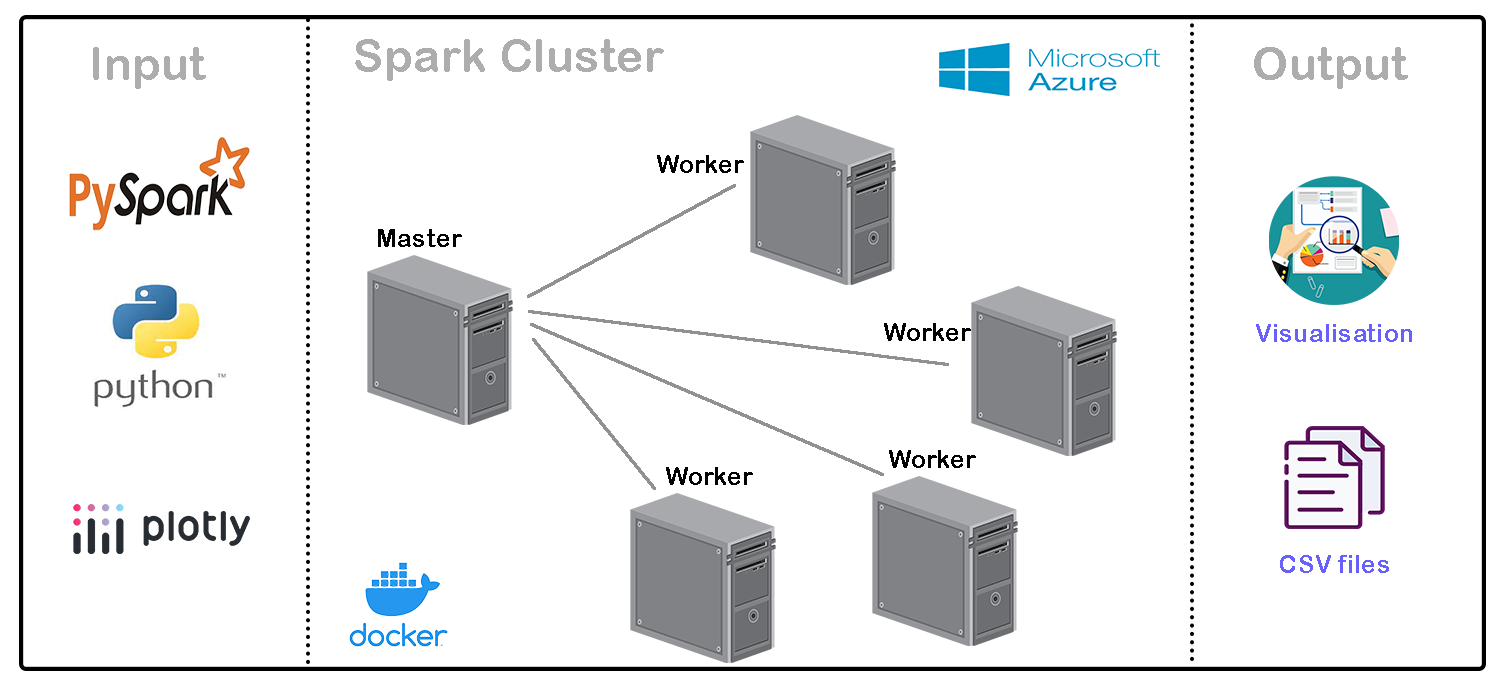 Input
PySpark
python™
plotly
Spark Cluster
Microsoft
Azure
Worker
Master
Worker
Worker
Worker
docker
Output
Visualisation
CSV files